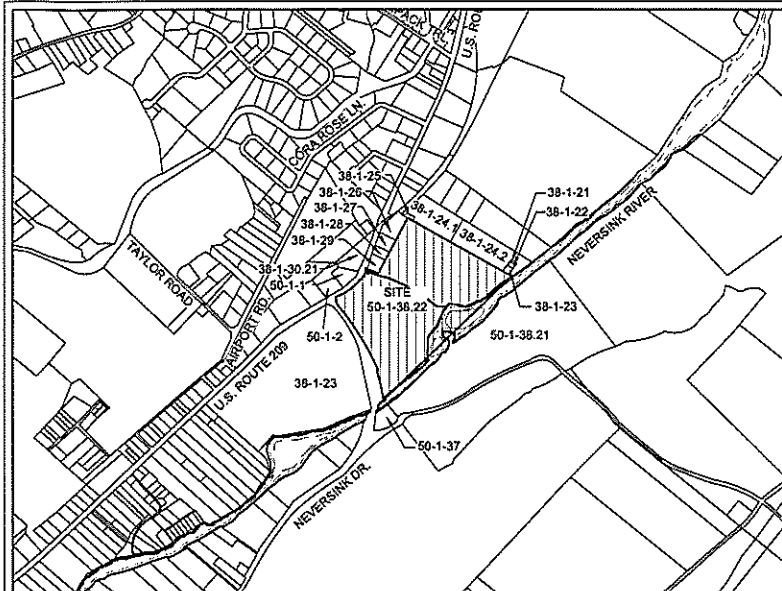 PACK TRL.
U.S. ROU
CORA ROSE LN.
38-1-25
38-1-26
38-1-27
38-1-28
38-1-29
38-1-30.21
50-1-1
38-1-24.1
38-1-24.2
38-1-21
38-1-22
NEVERSINK RIVER
TAYLOR ROAD
AIRPORT RD.
SITE
50-1-38.22
38-1-23
50-1-38.21
50-1-2
U.S. ROUTE 209
38-1-23
50-1-37
NEVERSINK DR.